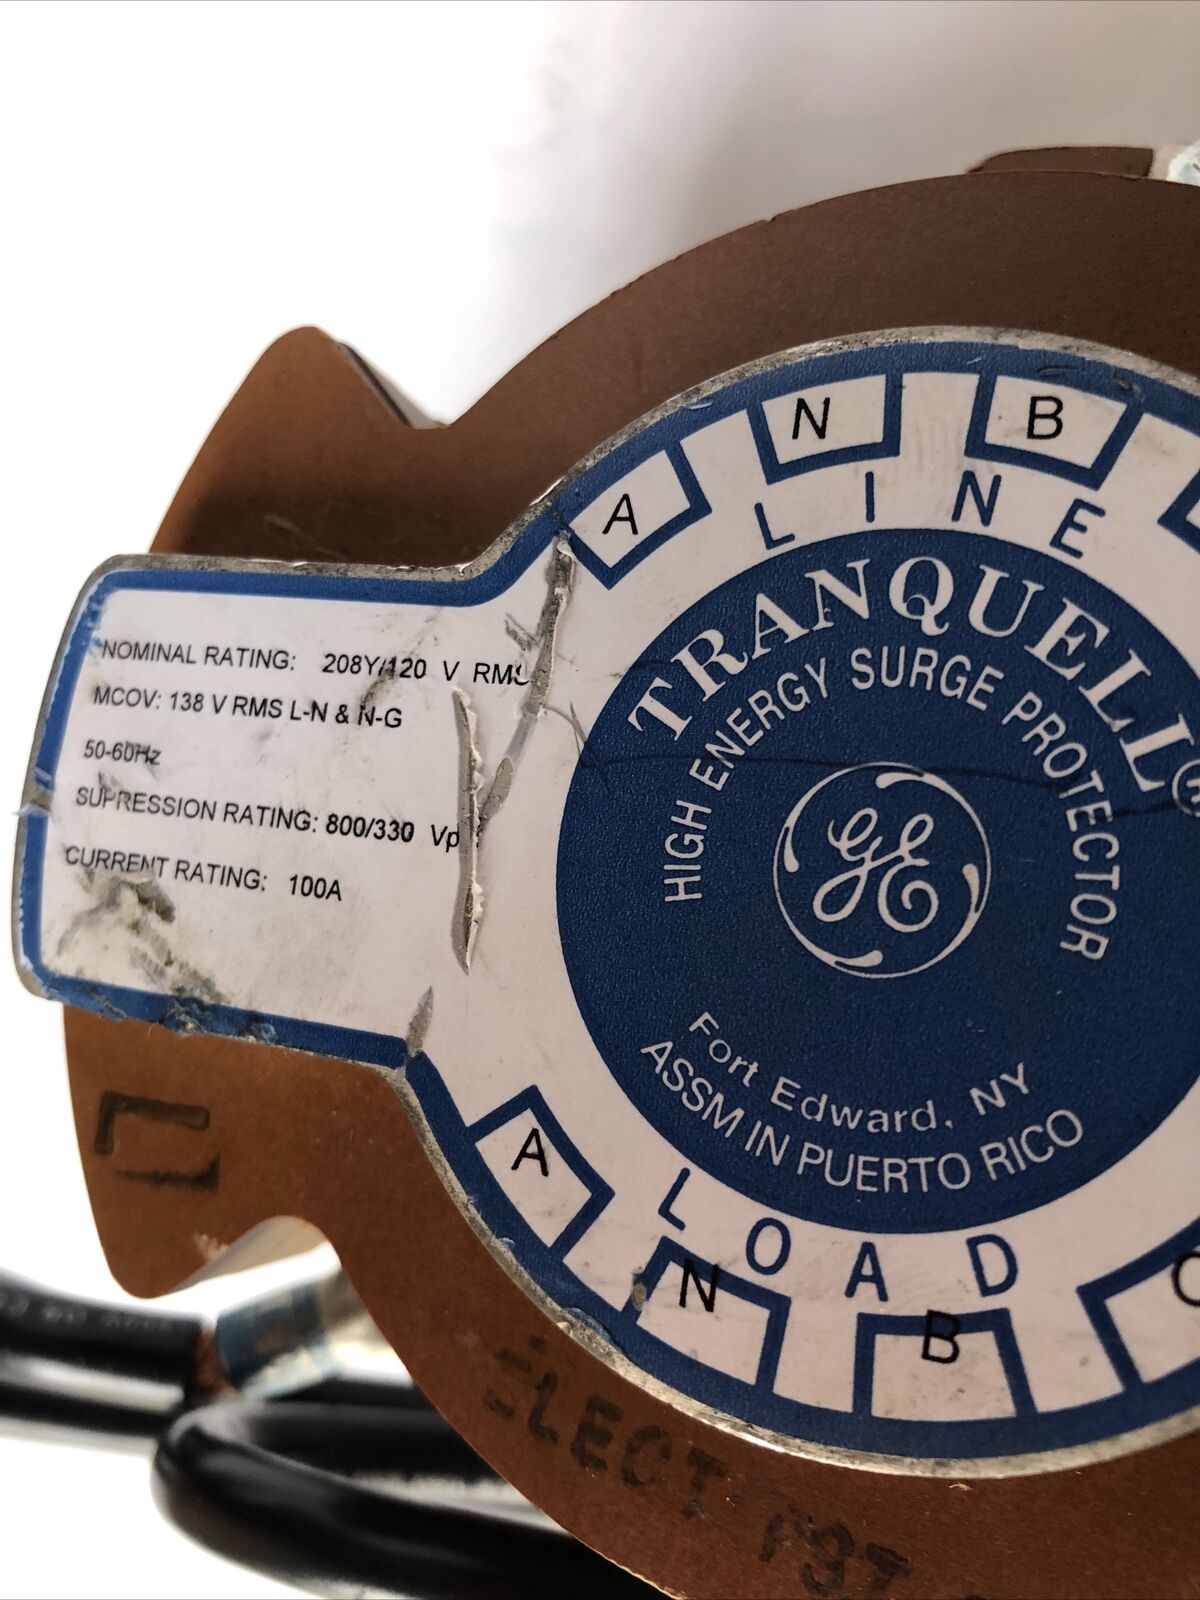 A
N
B
LINE
TRANQUELL®
HIGH ENERGY SURGE PROTECTOR
GE
Fort Edward, NY
ASSM IN PUERTO RICO
NOMINAL RATING: 208Y/120 V RMS
MCOV: 138 V RMS L-N & N-G
50-60Hz
SUPRESSION RATING: 800/330 Vp
CURRENT RATING: 100A
LOAD
A
N
B
C
ELECT.